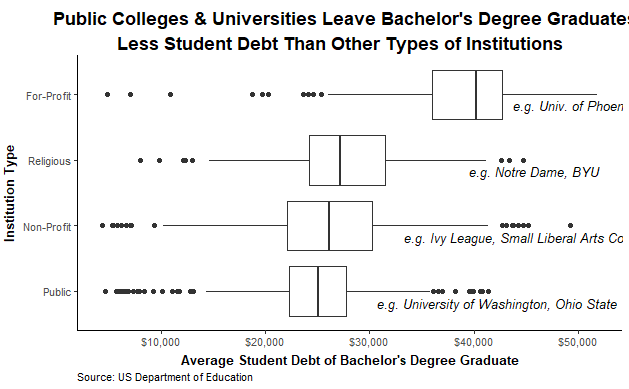 Public Colleges & Universities Leave Bachelor's Degree Graduates
Less Student Debt Than Other Types of Institutions
Institution Type
For-Profit
e.g. Univ. of Phoen
Religious
e.g. Notre Dame, BYU
Non-Profit
e.g. Ivy League, Small Liberal Arts Co
Public
e.g. University of Washington, Ohio State
$10,000 $20,000 $30,000 $40,000 $50,000
Average Student Debt of Bachelor's Degree Graduate
Source: US Department of Education